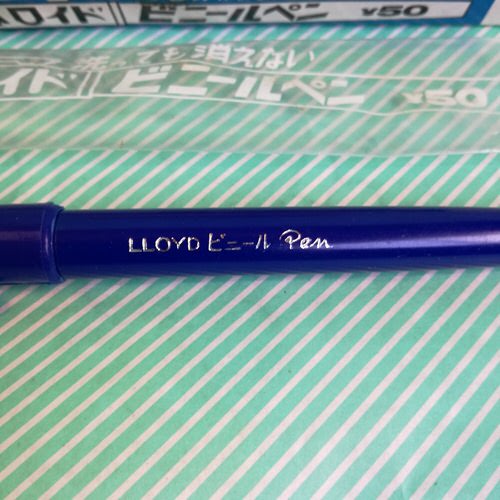 ロイド ビニールペン ¥50
洗っても消えない
イド ビニールペン ¥50
LLOYD ビニール Pen